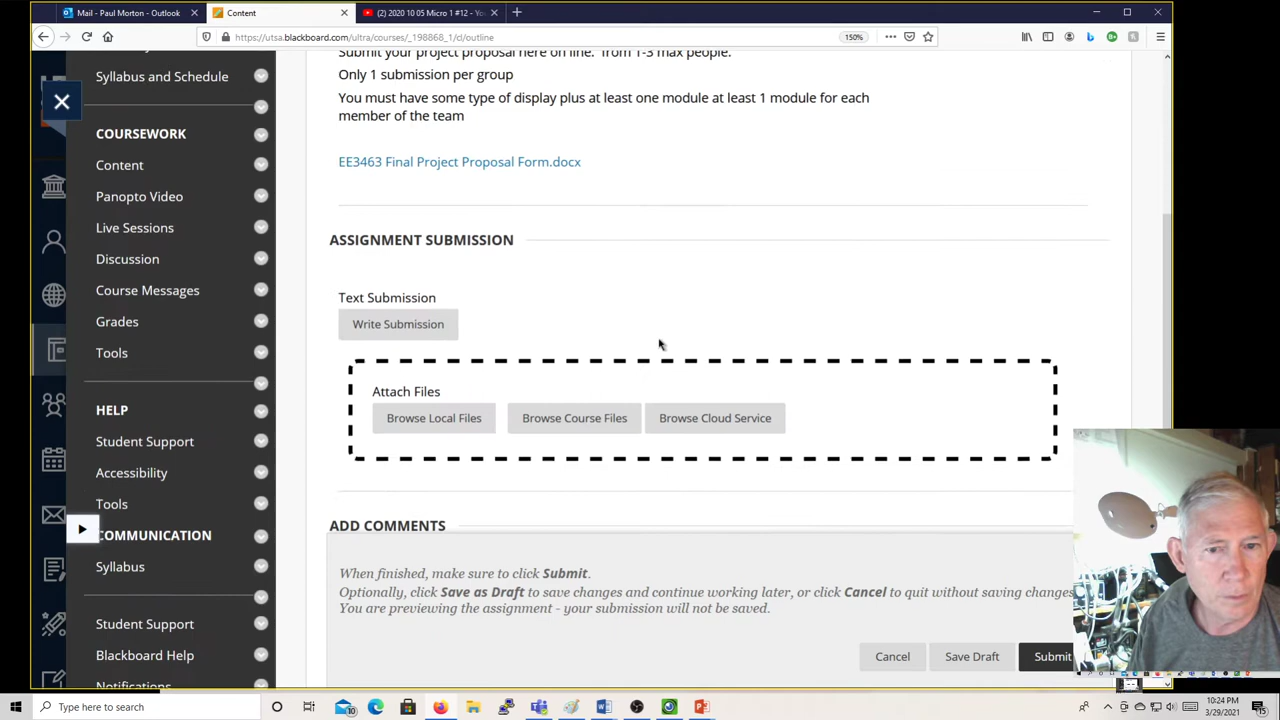 Mail - Paul Morton - Outlook
Content
(2) 2020 10 05 Micro 1 #12 - Yo
https://utsa.blackboard.com/ultra/courses/_198868_1/cl/outline
150%
Submit your project proposal here on line. from 1-3 max people.
Syllabus and Schedule
Only 1 submission per group
You must have some type of display plus at least one module at least 1 module for each
member of the team
COURSEWORK
Content
EE3463 Final Project Proposal Form.docx
Panopto Video
Live Sessions
ASSIGNMENT SUBMISSION
Discussion
Course Messages
Text Submission
Grades
Write Submission
Tools
Attach Files
HELP
Browse Local Files
Browse Course Files
Browse Cloud Service
Student Support
Accessibility
Tools
ADD COMMENTS
COMMUNICATION
Syllabus
When finished, make sure to click Submit.
Optionally, click Save as Draft to save changes and continue working later, or click Cancel to quit without saving changes
You are previewing the assignment - your submission will not be saved.
Student Support
Blackboard Help
Cancel
Save Draft
Submit
Notifications
Type here to search
10:24 PM
3/29/2021